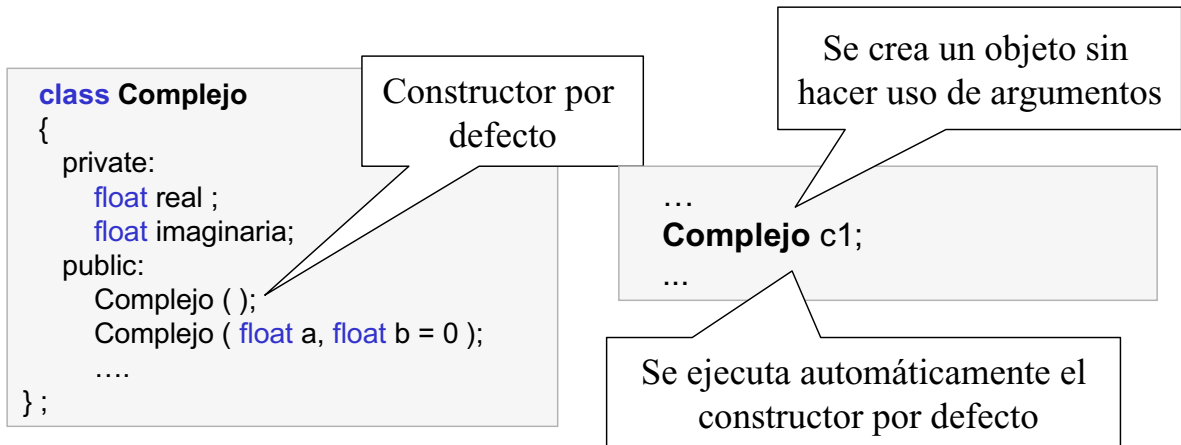 class Complejo
{
private:
float real ;
float imaginaria;
public:
Complejo ( );
Complejo ( float a, float b = 0 );
….
} ;
Constructor por
defecto
Se crea un objeto sin
hacer uso de argumentos
…
Complejo c1;
...
Se ejecuta automáticamente el
constructor por defecto